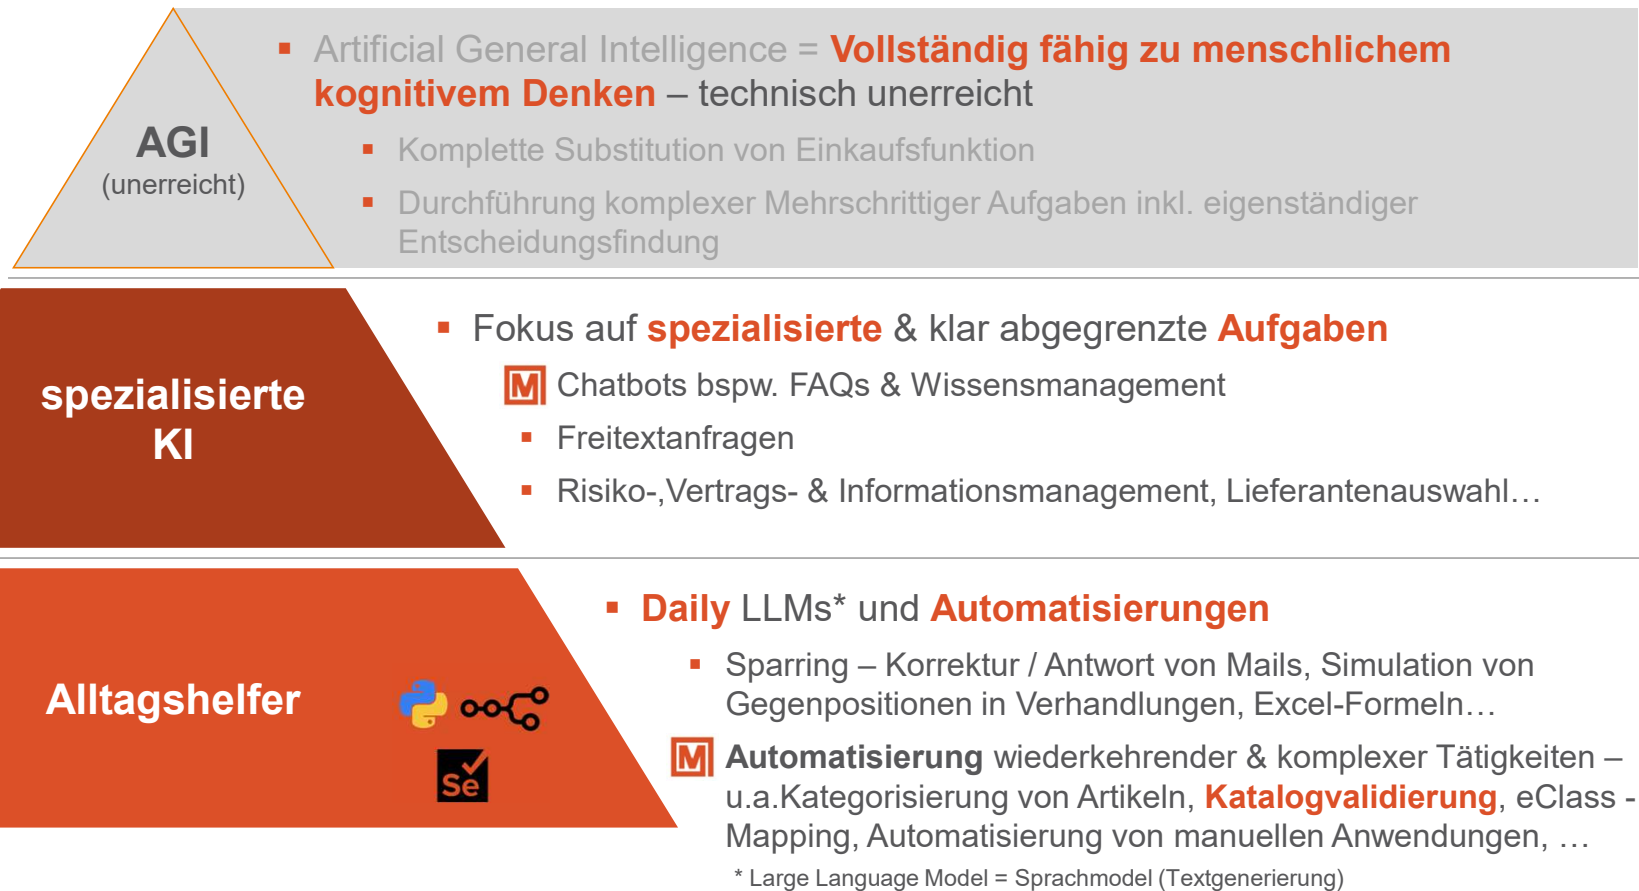 Artificial General Intelligence = Vollständig fähig zu menschlichem
kognitivem Denken – technisch unerreicht
AGI
(unerreicht)
Komplette Substitution von Einkaufsfunktion
Durchführung komplexer Mehrschrittiger Aufgaben inkl. eigenständiger
Entscheidungsfindung
spezialisierte
KI
Fokus auf spezialisierte & klar abgegrenzte Aufgaben
M Chatbots bspw. FAQs & Wissensmanagement
Freitextanfragen
Risiko-,Vertrags- & Informationsmanagement, Lieferantenauswahl…
Alltagshelfer
Se
Daily LLMs* und Automatisierungen
Sparring – Korrektur / Antwort von Mails, Simulation von
Gegenpositionen in Verhandlungen, Excel-Formeln…
M Automatisierung wiederkehrender & komplexer Tätigkeiten –
u.a.Kategorisierung von Artikeln, Katalogvalidierung, eClass -
Mapping, Automatisierung von manuellen Anwendungen, …
* Large Language Model = Sprachmodel (Textgenerierung)